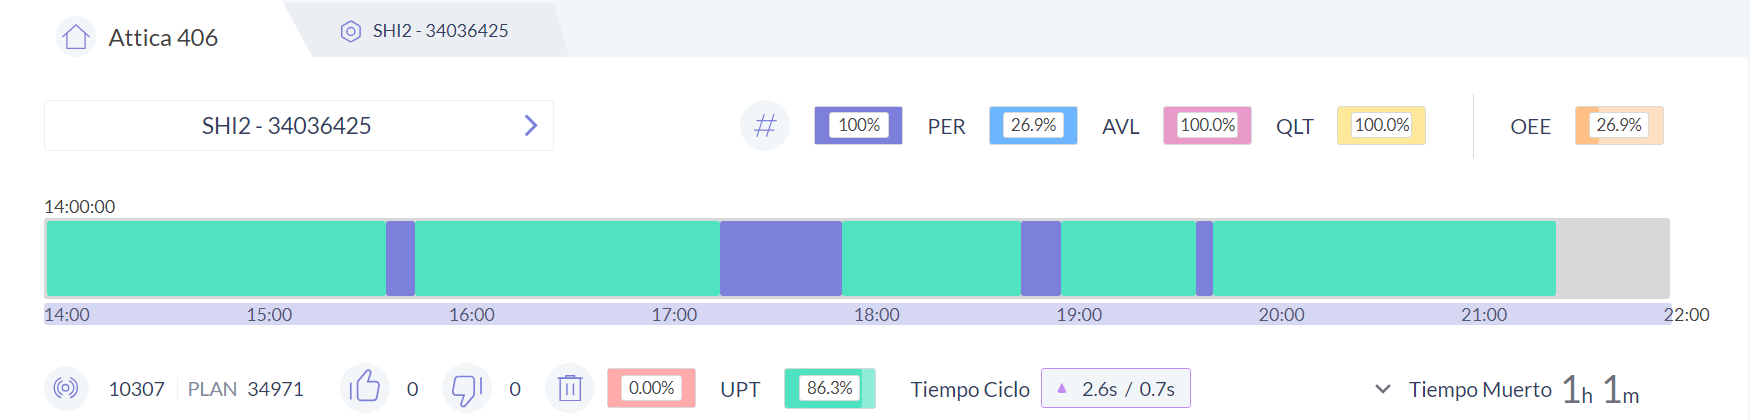 Attica 406
SHI2 - 34036425
SHI2 - 34036425
# 100% PER 26.9% AVL 100.0% QLT 100.0% OEE 26.9%
14:00:00
14:00 15:00 16:00 17:00 18:00 19:00 20:00 21:00 22:00
10307 PLAN 34971 0 0 0.00% UPT 86.3% Tiempo Ciclo 2.6s / 0.7s Tiempo Muerto 1h 1m